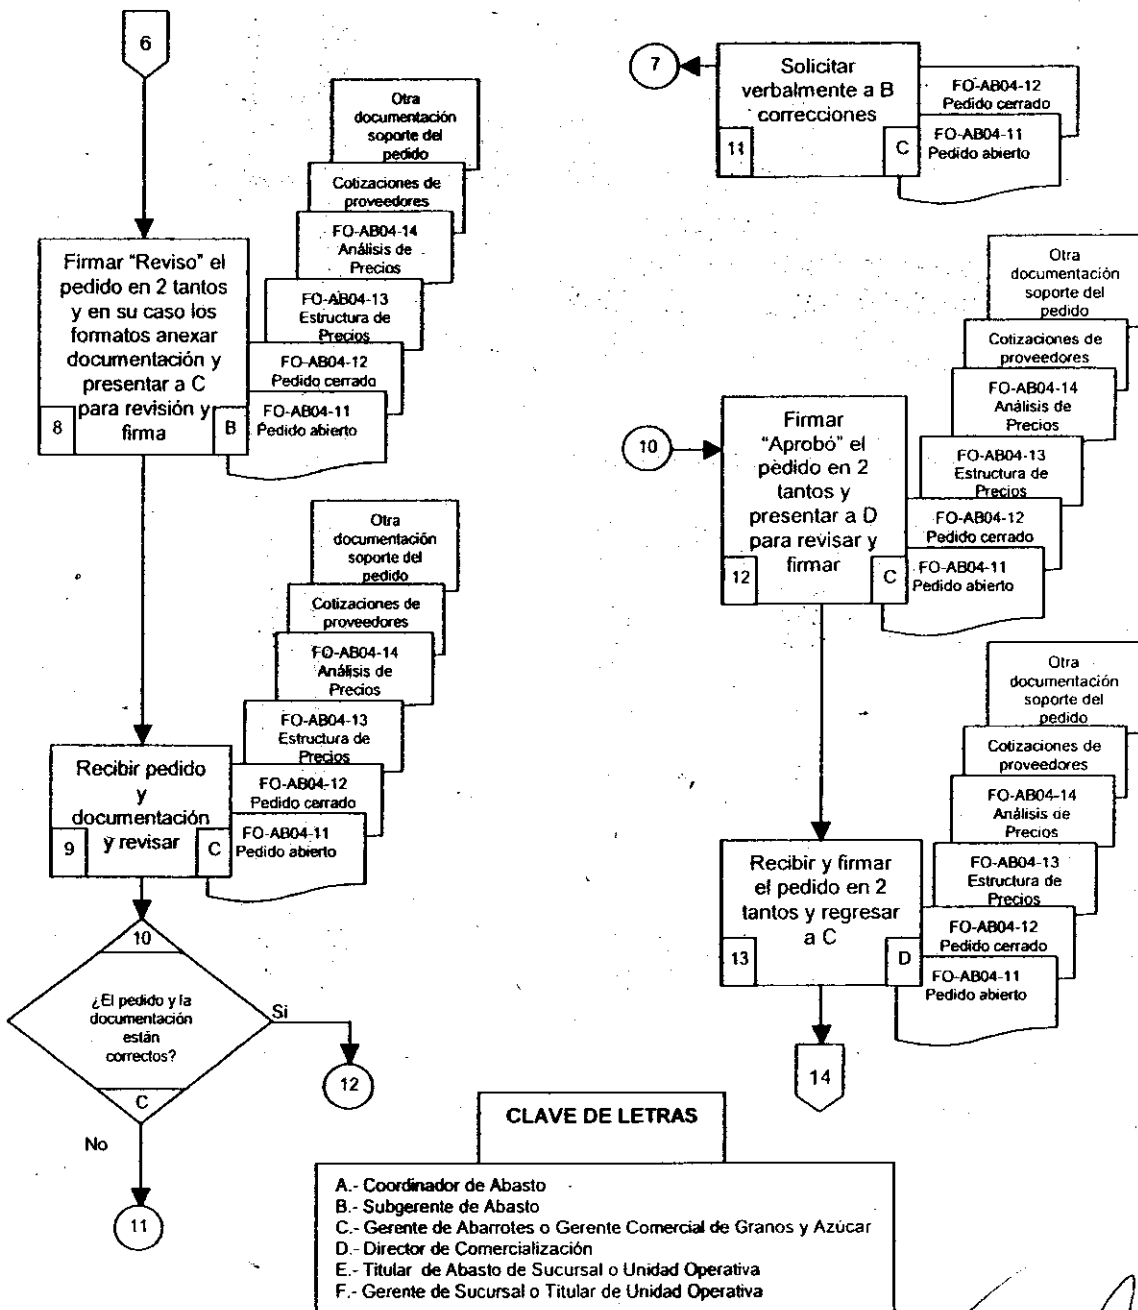 6
Otra
documentación
soporte del
pedido
Cotizaciones de
proveedores
FO-AB04-14
Análisis de
Precios
FO-AB04-13
Estructura de
Precios
FO-AB04-12
Pedido cerrado
FO-AB04-11
Pedido abierto
Firmar "Reviso" el
pedido en 2 tantos
y en su caso los
formatos anexar
documentación y
presentar a C
para revisión y
firma
8
B
Otra
documentación
soporte del
pedido
Cotizaciones de
proveedores
FO-AB04-14
Análisis de
Precios
FO-AB04-13
Estructura de
Precios
FO-AB04-12
Pedido cerrado
FO-AB04-11
Pedido abierto
Recibir pedido
y
documentación
y revisar
9
C
10
¿El pedido y la
documentación
están
correctos?
C
Si
12
No
11
7
Solicitar
verbalmente a B
correcciones
11
C
FO-AB04-12
Pedido cerrado
FO-AB04-11
Pedido abierto
Otra
documentación
soporte del
pedido
Cotizaciones de
proveedores
FO-AB04-14
Análisis de
Precios
FO-AB04-13
Estructura de
Precios
FO-AB04-12
Pedido cerrado
FO-AB04-11
Pedido abierto
10
Firmar
"Aprobó" el
pedido en 2
tantos y
presentar a D
para revisar y
firmar
12
C
Otra
documentación
soporte del
pedido
Cotizaciones de
proveedores
FO-AB04-14
Análisis de
Precios
FO-AB04-13
Estructura de
Precios
FO-AB04-12
Pedido cerrado
FO-AB04-11
Pedido abierto
Recibir y firmar
el pedido en 2
tantos y regresar
a C
13
D
14
CLAVE DE LETRAS
A.- Coordinador de Abasto
B.- Subgerente de Abasto
C.- Gerente de Abarrotes o Gerente Comercial de Granos y Azúcar
D.- Director de Comercialización
E.- Titular de Abasto de Sucursal o Unidad Operativa
F.- Gerente de Sucursal o Titular de Unidad Operativa